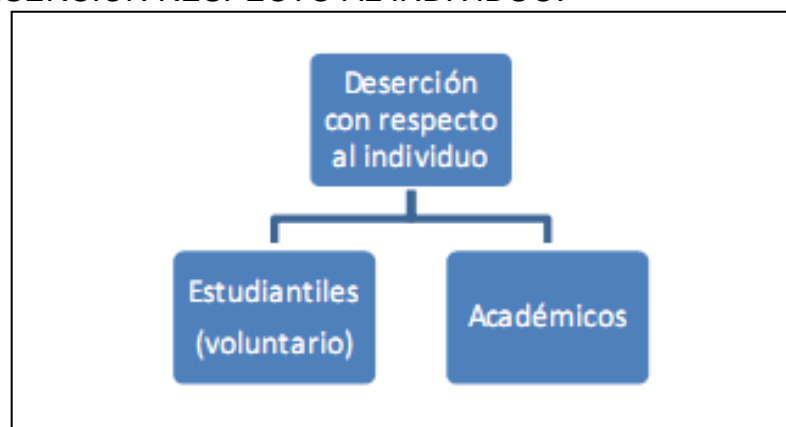 Deserción
con respecto
al individuo
Estudiantiles
(voluntario)
Académicos